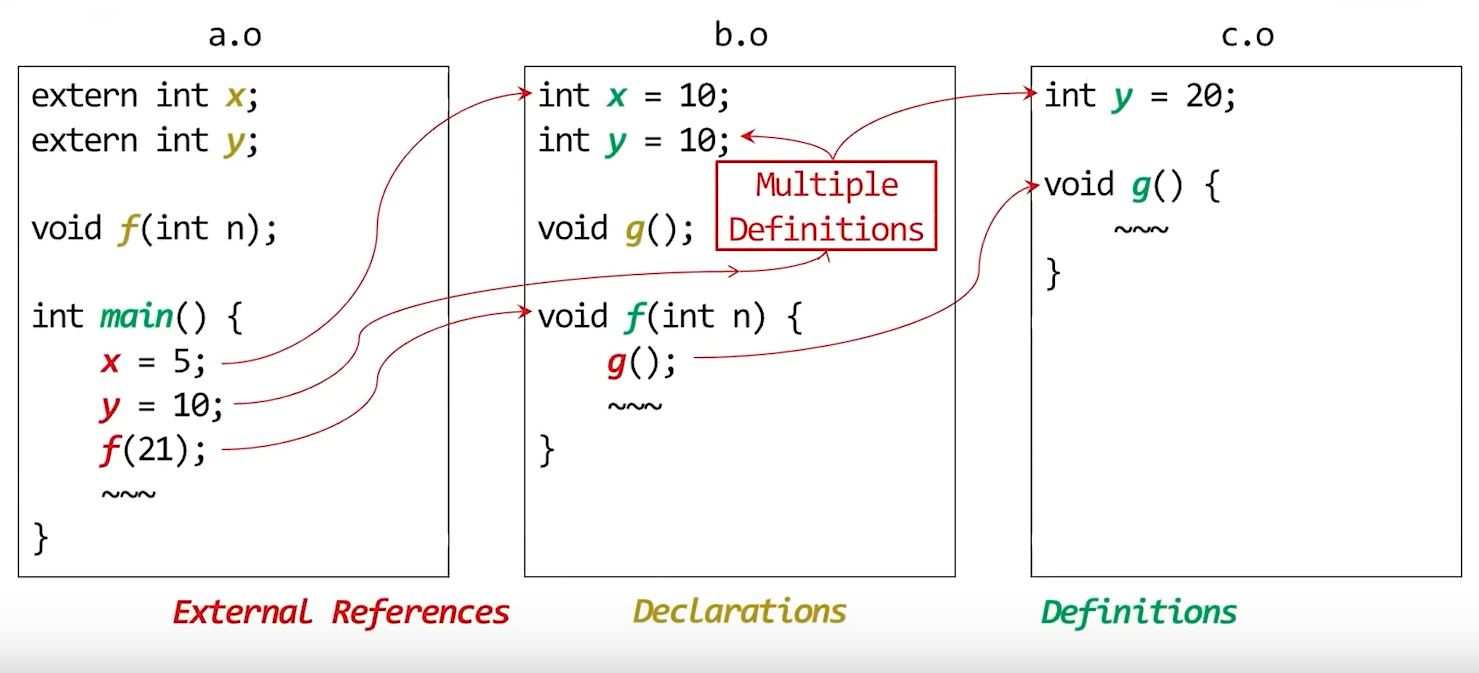 a.o
extern int x;
extern int y;
void f(int n);
int main() {
x = 5;
y = 10;
f(21);
~~~
}
b.o
int x = 10;
int y = 10;
void g();
Multiple
Definitions
void f(int n) {
g();
~~~
}
c.o
int y = 20;
void g() {
~~~
}
External References
Declarations
Definitions